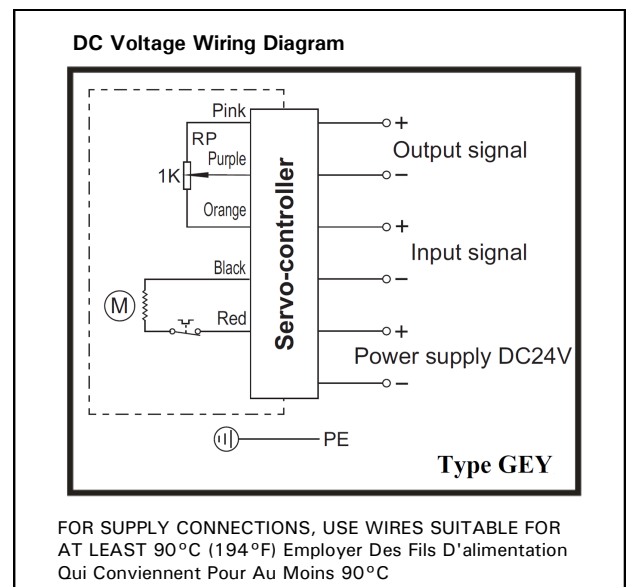 DC Voltage Wiring Diagram
Pink
RP
Purple
1K
Orange
Black
M
Red
Servo-controller
+
Output signal
−
+
Input signal
−
+
Power supply DC24V
−
PE
Type GEY
FOR SUPPLY CONNECTIONS, USE WIRES SUITABLE FOR
AT LEAST 90°C (194°F) Employer Des Fils D'alimentation
Qui Conviennent Pour Au Moins 90°C